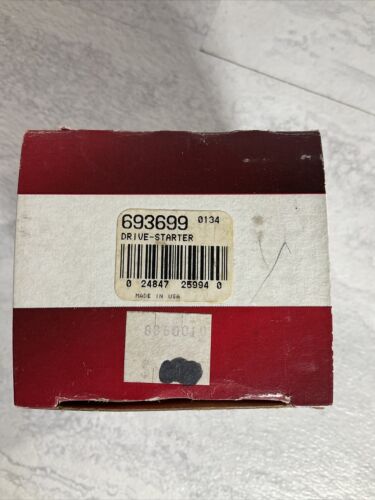 693699 0134
DRIVE-STARTER
0 24847 25994 0
MADE IN USA